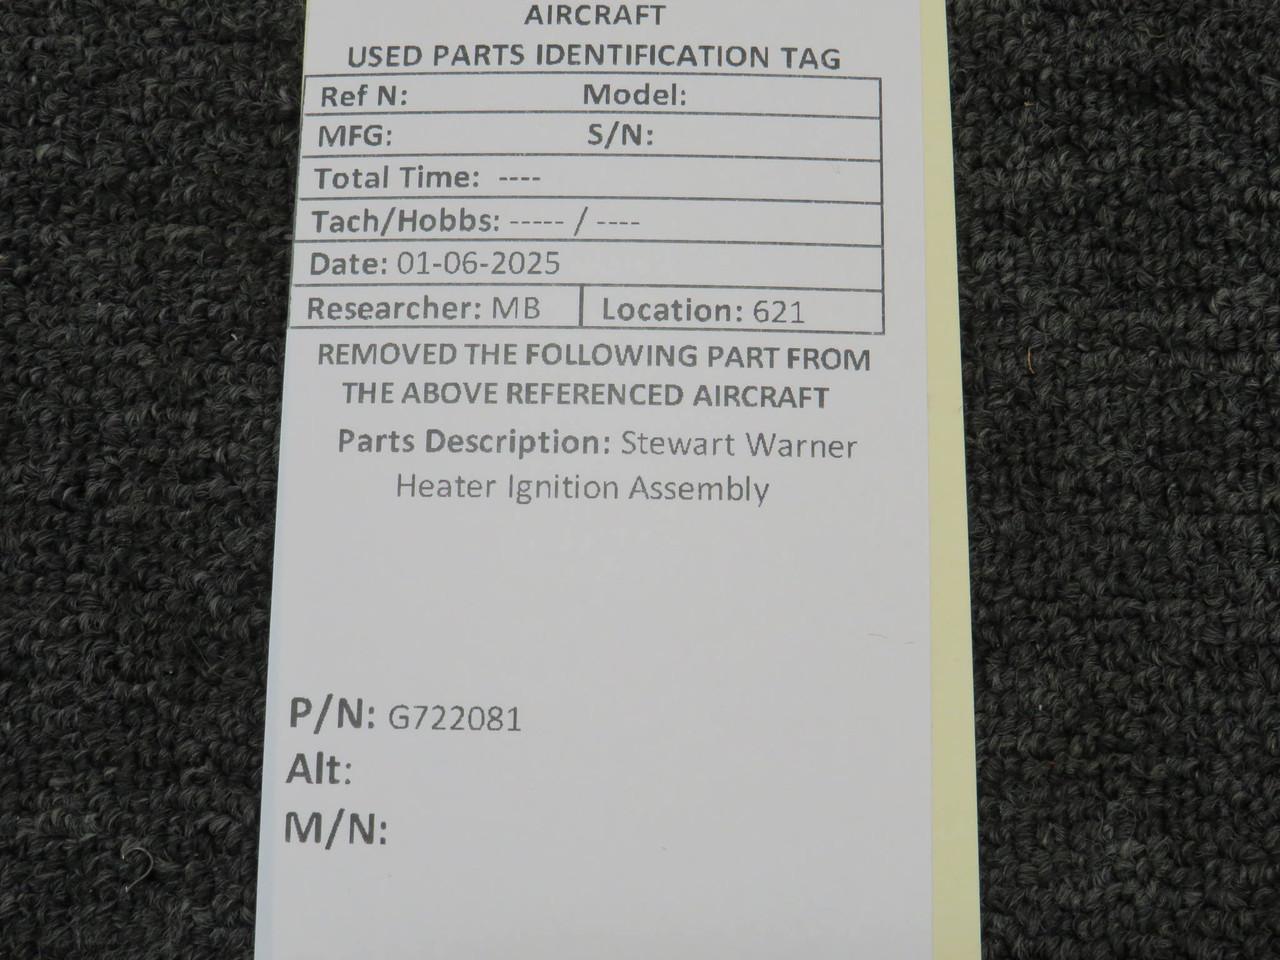 AIRCRAFT
USED PARTS IDENTIFICATION TAG
Ref N: Model:
MFG: S/N:
Total Time: ----
Tach/Hobbs: ----- / ----
Date: 01-06-2025
Researcher: MB Location: 621
REMOVED THE FOLLOWING PART FROM
THE ABOVE REFERENCED AIRCRAFT
Parts Description: Stewart Warner
Heater Ignition Assembly
P/N: G722081
Alt:
M/N: